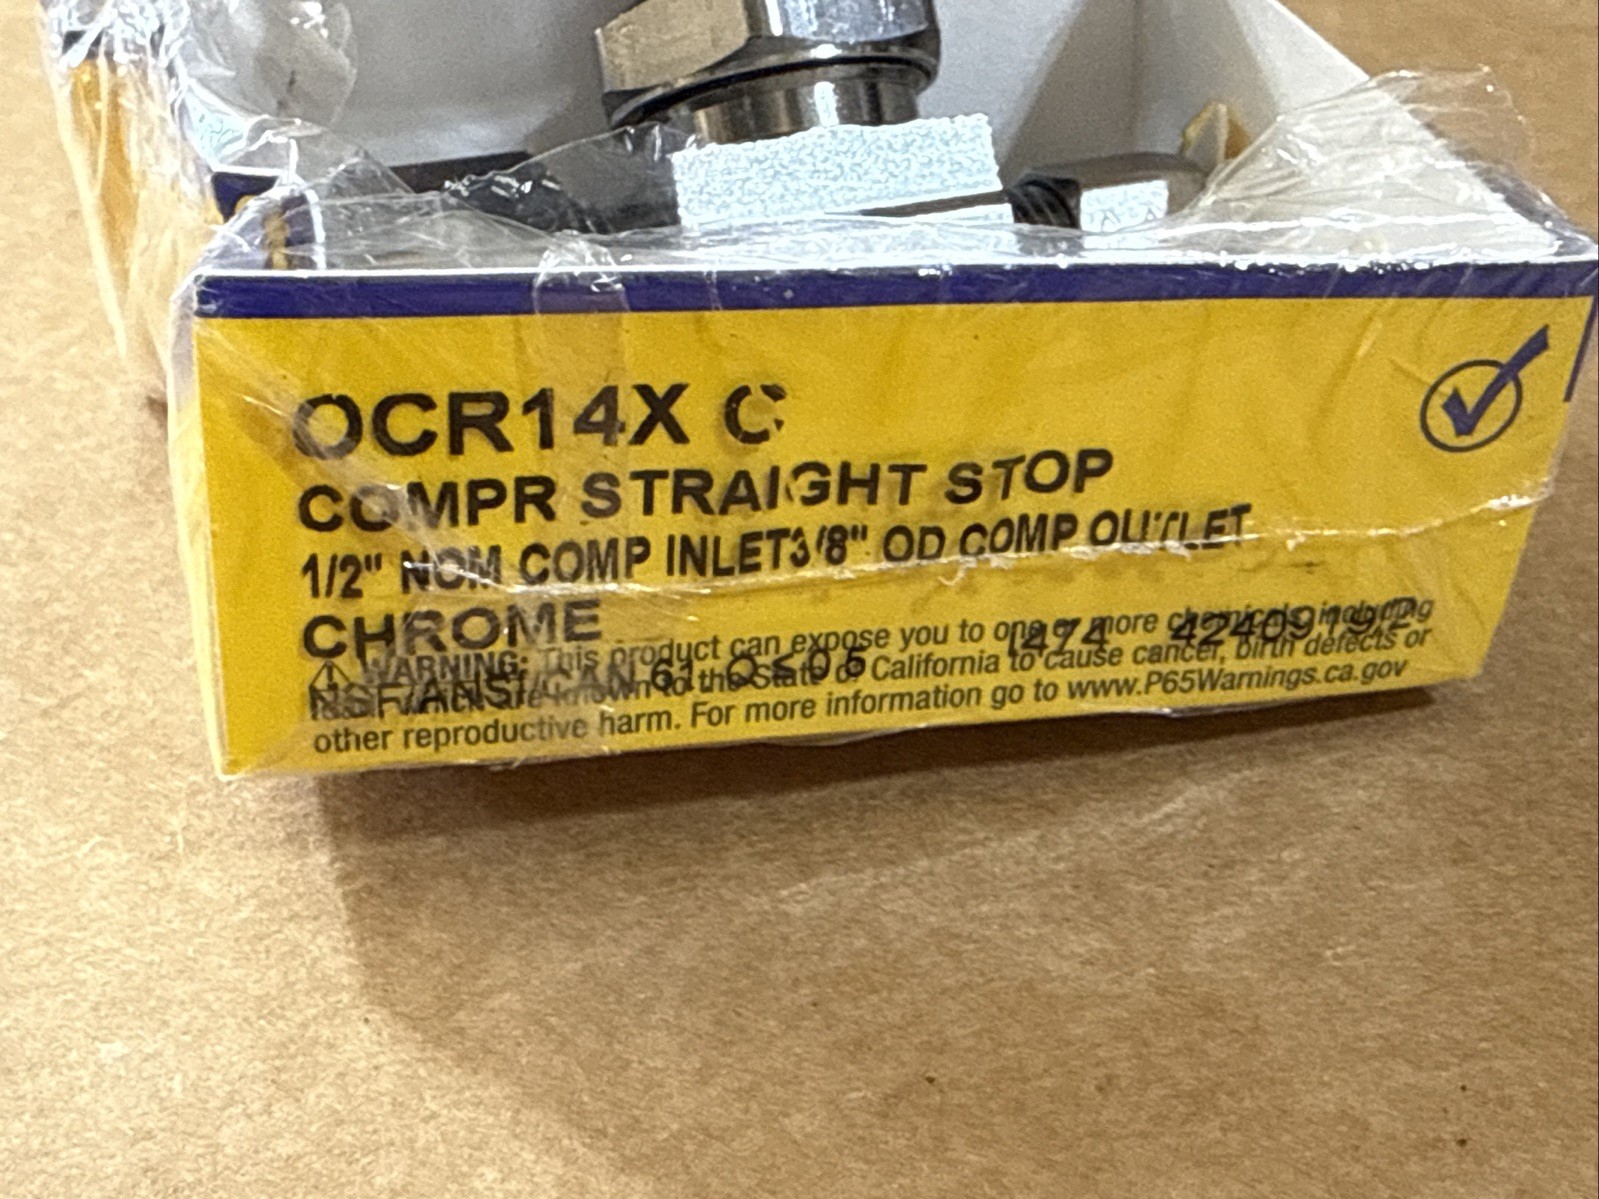 OCR14X C
COMPR STRAIGHT STOP
1/2" NOM COMP INLET3/8" OD COMP OUTLET
CHROME
WARNING: This product can expose you to one or more chemicals including
NSF/ANSI/CAN 61: Q≤05 1474
known to the State of California to cause cancer, birth defects or
other reproductive harm. For more information go to www.P65Warnings.ca.gov